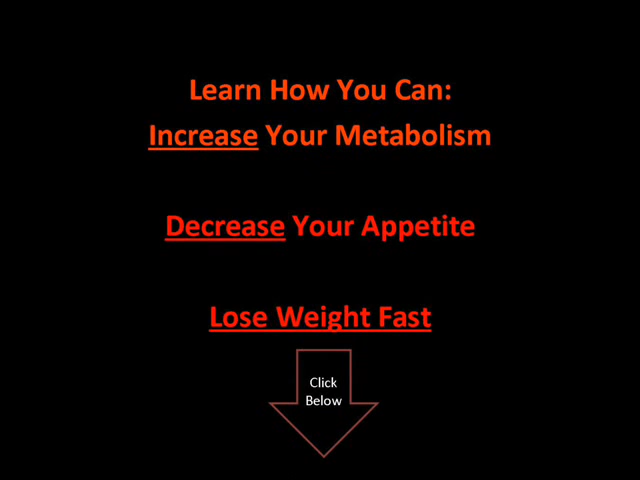 Learn How You Can:
Increase Your Metabolism
Decrease Your Appetite
Lose Weight Fast
Click
Below